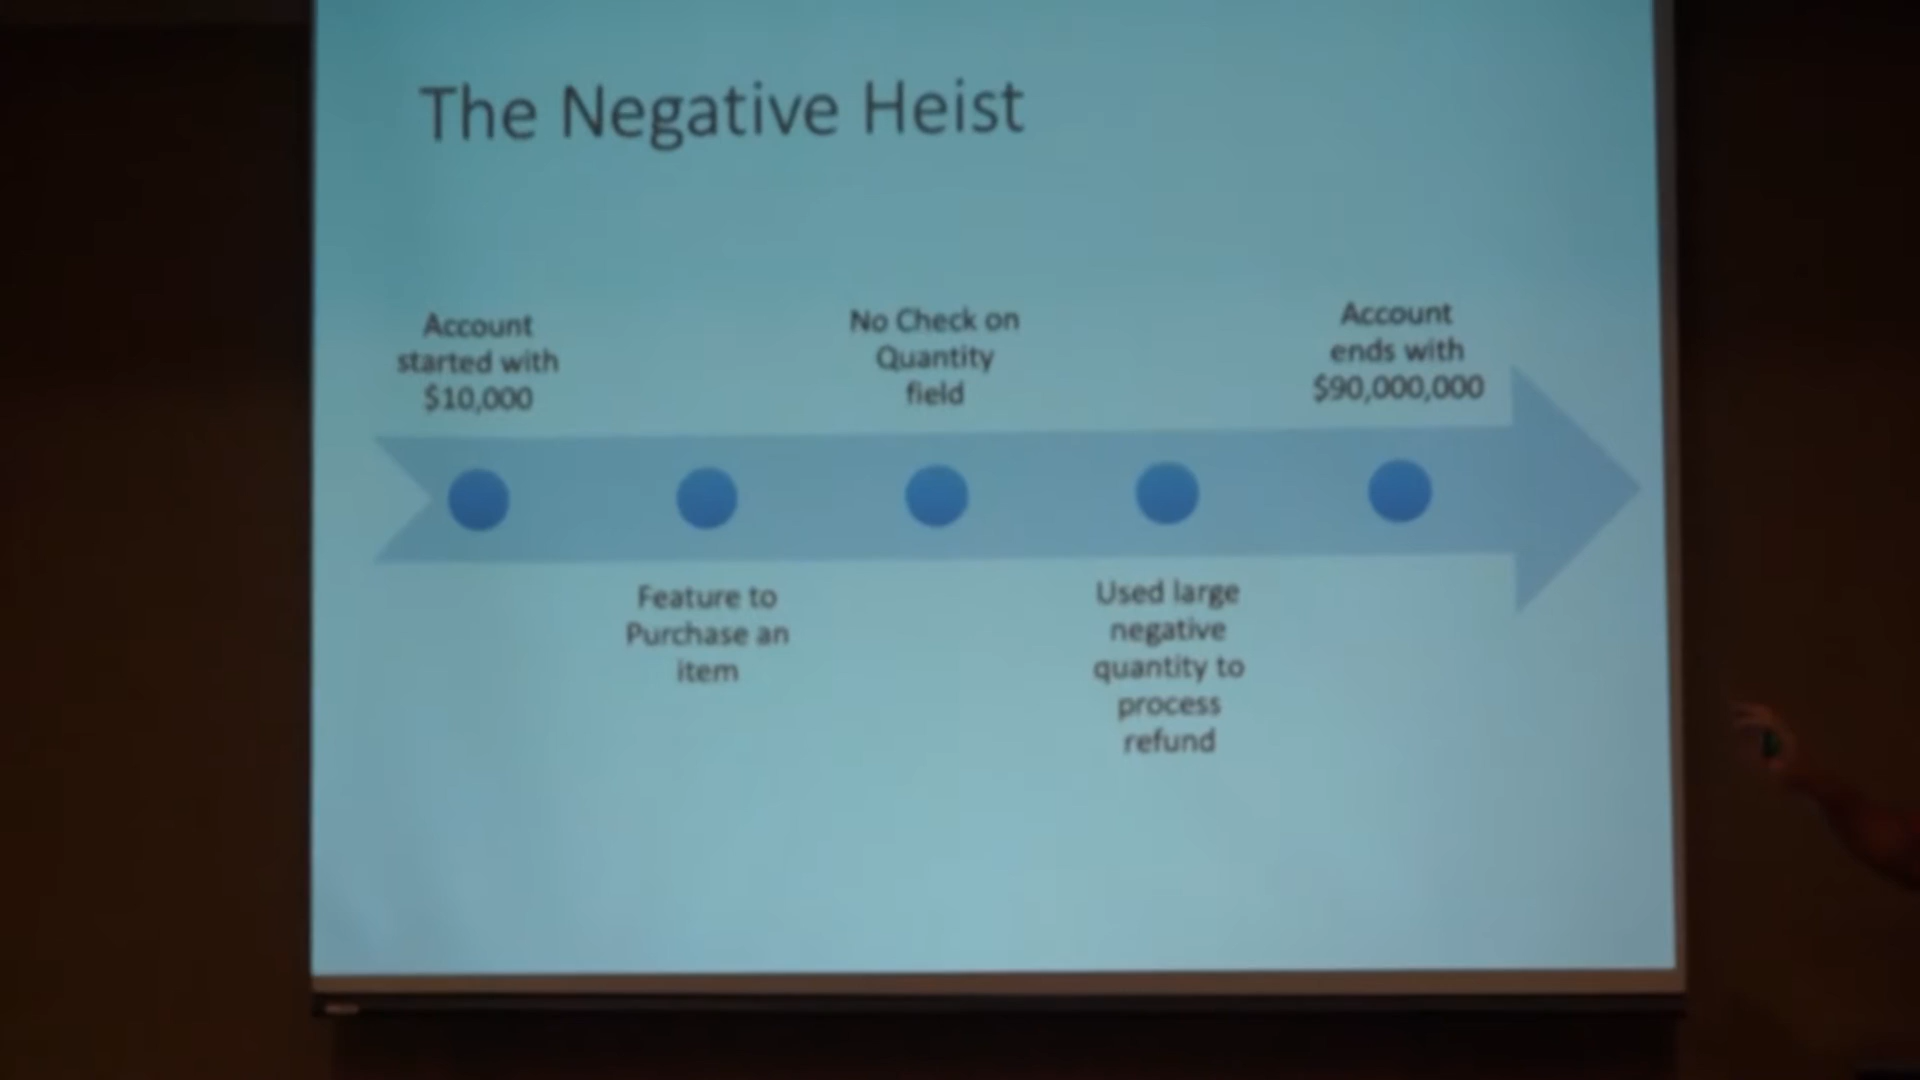 The Negative Heist
Account
started with
$10,000
Feature to
Purchase an
item
No Check on
Quantity
field
Used large
negative
quantity to
process
refund
Account
ends with
$90,000,000